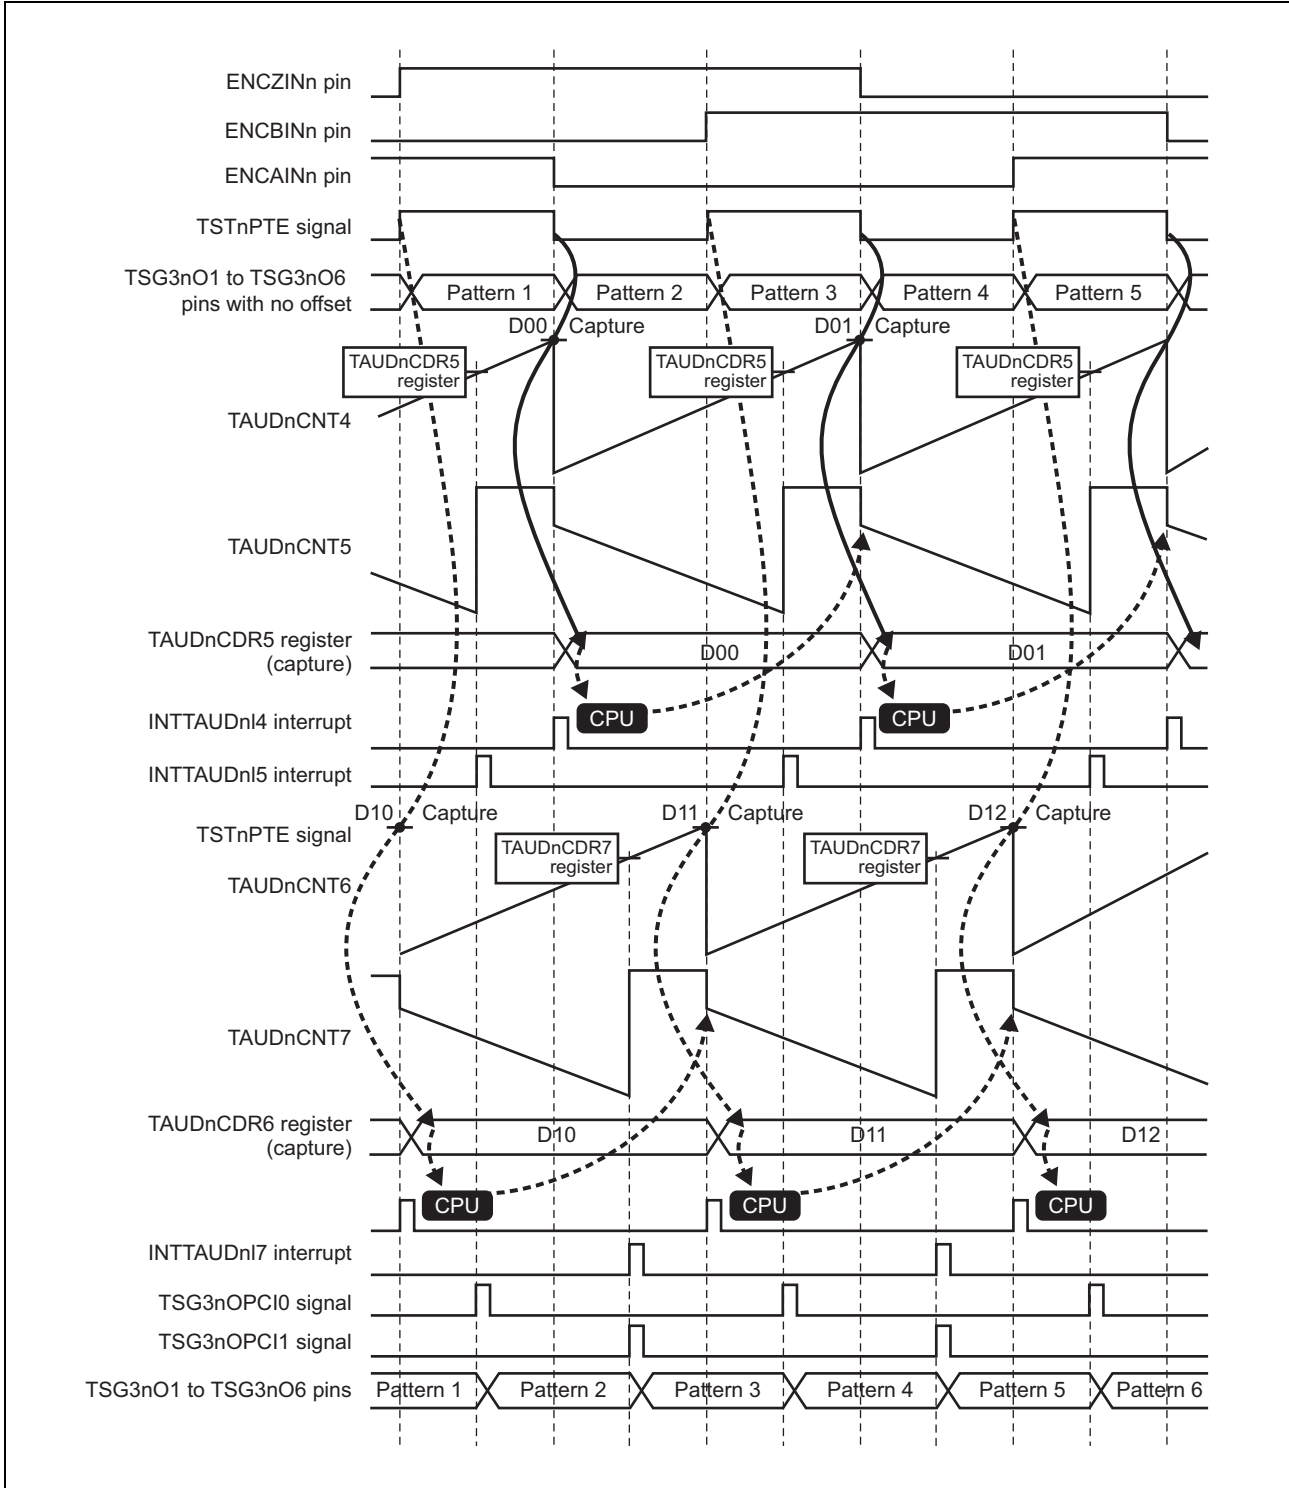 ENCZINn pin
ENCBINn pin
ENCAINn pin
TSTnPTE signal
TSG3nO1 to TSG3nO6
pins with no offset
Pattern 1
Pattern 2
Pattern 3
Pattern 4
Pattern 5
D00
Capture
D01
Capture
TAUDnCDR5
register
TAUDnCDR5
register
TAUDnCDR5
register
TAUDnCNT4
TAUDnCNT5
TAUDnCDR5 register
(capture)
D00
D01
CPU
CPU
INTTAUDnI4 interrupt
INTTAUDnI5 interrupt
D10
Capture
D11
Capture
D12
Capture
TSTnPTE signal
TAUDnCDR7
register
TAUDnCDR7
register
TAUDnCNT6
TAUDnCNT7
TAUDnCDR6 register
(capture)
D10
D11
D12
CPU
CPU
CPU
INTTAUDnI7 interrupt
TSG3nOPCI0 signal
TSG3nOPCI1 signal
TSG3nO1 to TSG3nO6 pins
Pattern 1
Pattern 2
Pattern 3
Pattern 4
Pattern 5
Pattern 6